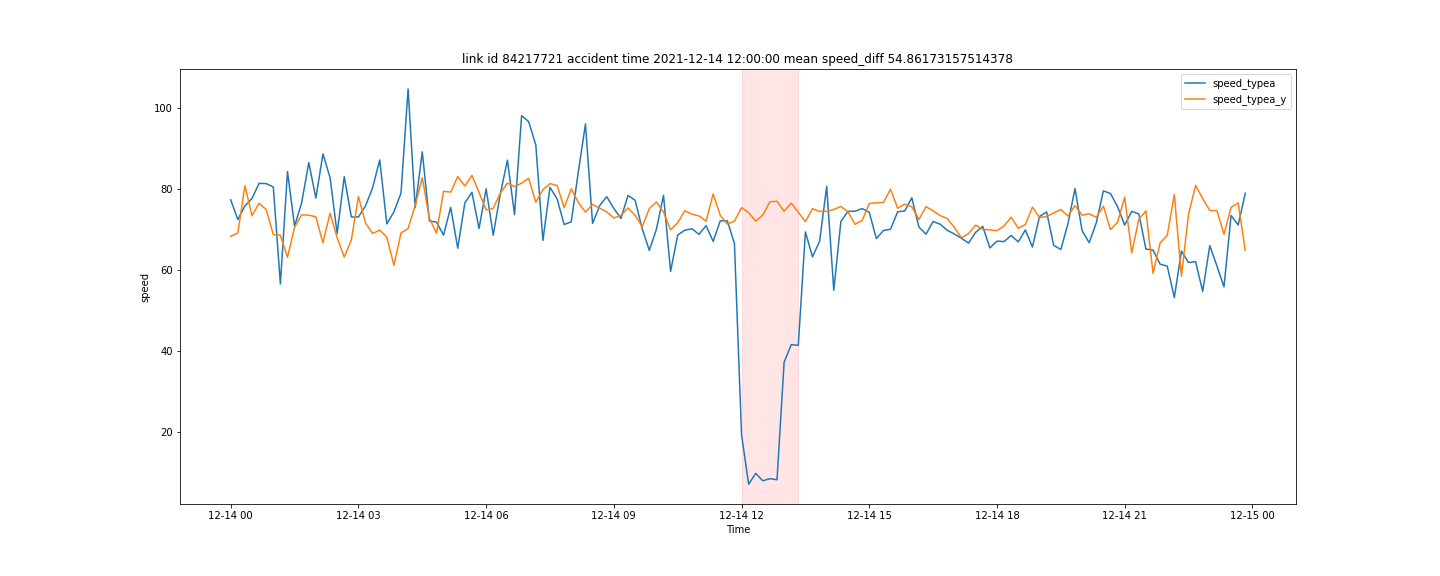 link id 84217721 accident time 2021-12-14 12:00:00 mean speed_diff 54.86173157514378
speed_typea
speed_typea_y
100
80
60
40
20
speed
12-14 00
12-14 03
12-14 06
12-14 09
12-14 12
12-14 15
12-14 18
12-14 21
12-15 00
Time